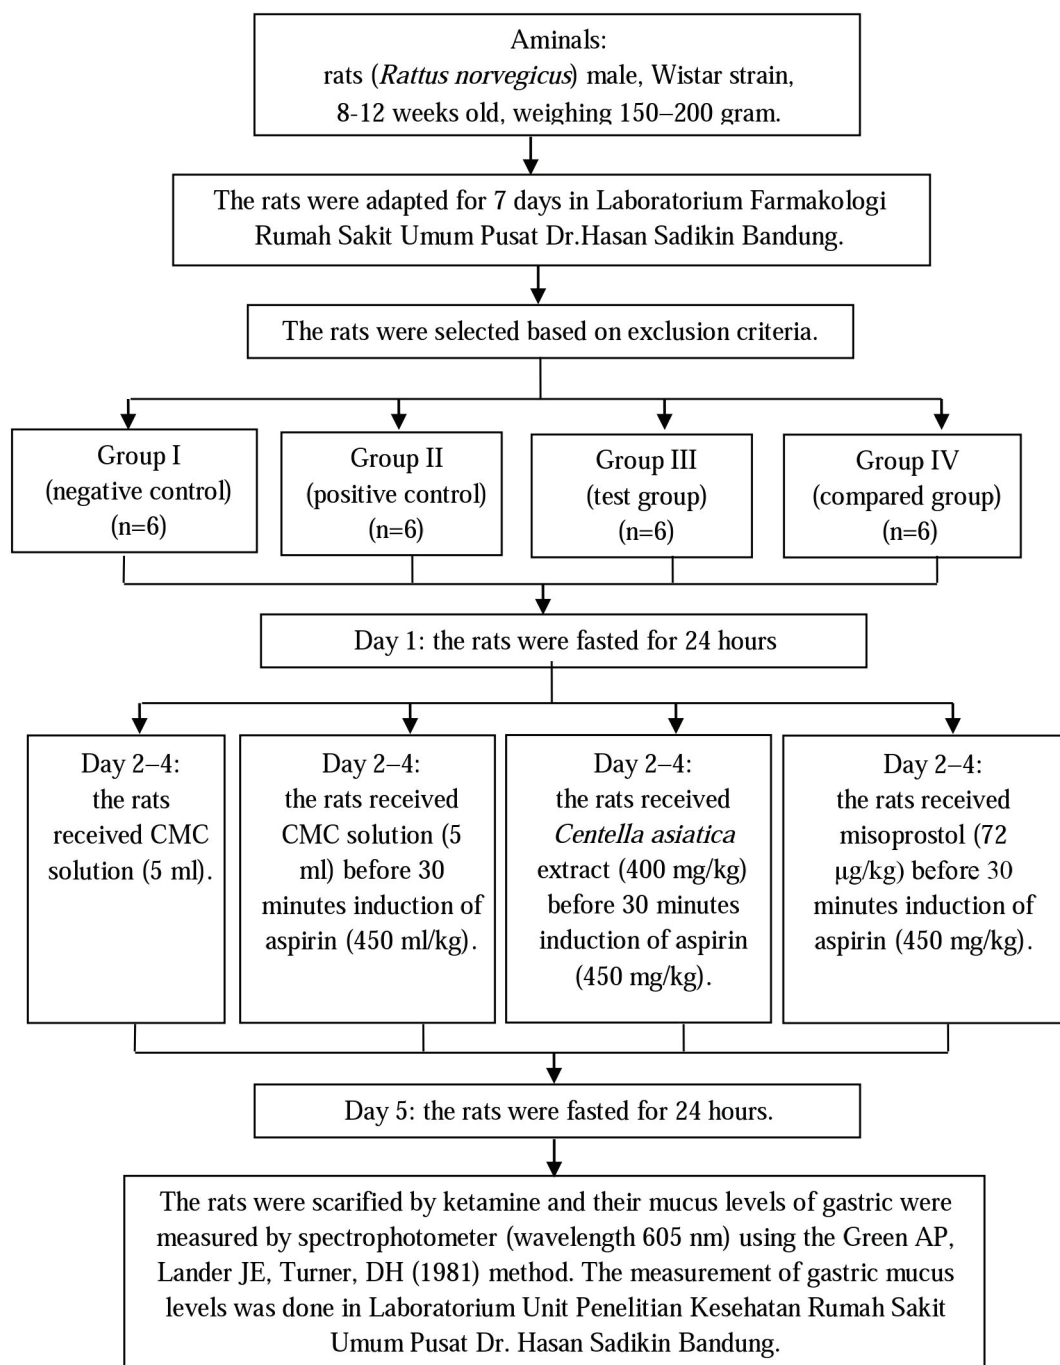 Aminals:
rats (Rattus norvegicus) male, Wistar strain,
8-12 weeks old, weighing 150–200 gram.
The rats were adapted for 7 days in Laboratorium Farmakologi
Rumah Sakit Umum Pusat Dr.Hasan Sadikin Bandung.
The rats were selected based on exclusion criteria.
Group I
(negative control)
(n=6)
Group II
(positive control)
(n=6)
Group III
(test group)
(n=6)
Group IV
(compared group)
(n=6)
Day 1: the rats were fasted for 24 hours
Day 2–4:
the rats
received CMC
solution (5 ml).
Day 2–4:
the rats received
CMC solution (5
ml) before 30
minutes induction of
aspirin (450 ml/kg).
Day 2–4:
the rats received
Centella asiatica
extract (400 mg/kg)
before 30 minutes
induction of aspirin
(450 mg/kg).
Day 2–4:
the rats received
misoprostol (72
μg/kg) before 30
minutes induction of
aspirin (450 mg/kg).
Day 5: the rats were fasted for 24 hours.
The rats were scarified by ketamine and their mucus levels of gastric were
measured by spectrophotometer (wavelength 605 nm) using the Green AP,
Lander JE, Turner, DH (1981) method. The measurement of gastric mucus
levels was done in Laboratorium Unit Penelitian Kesehatan Rumah Sakit
Umum Pusat Dr. Hasan Sadikin Bandung.